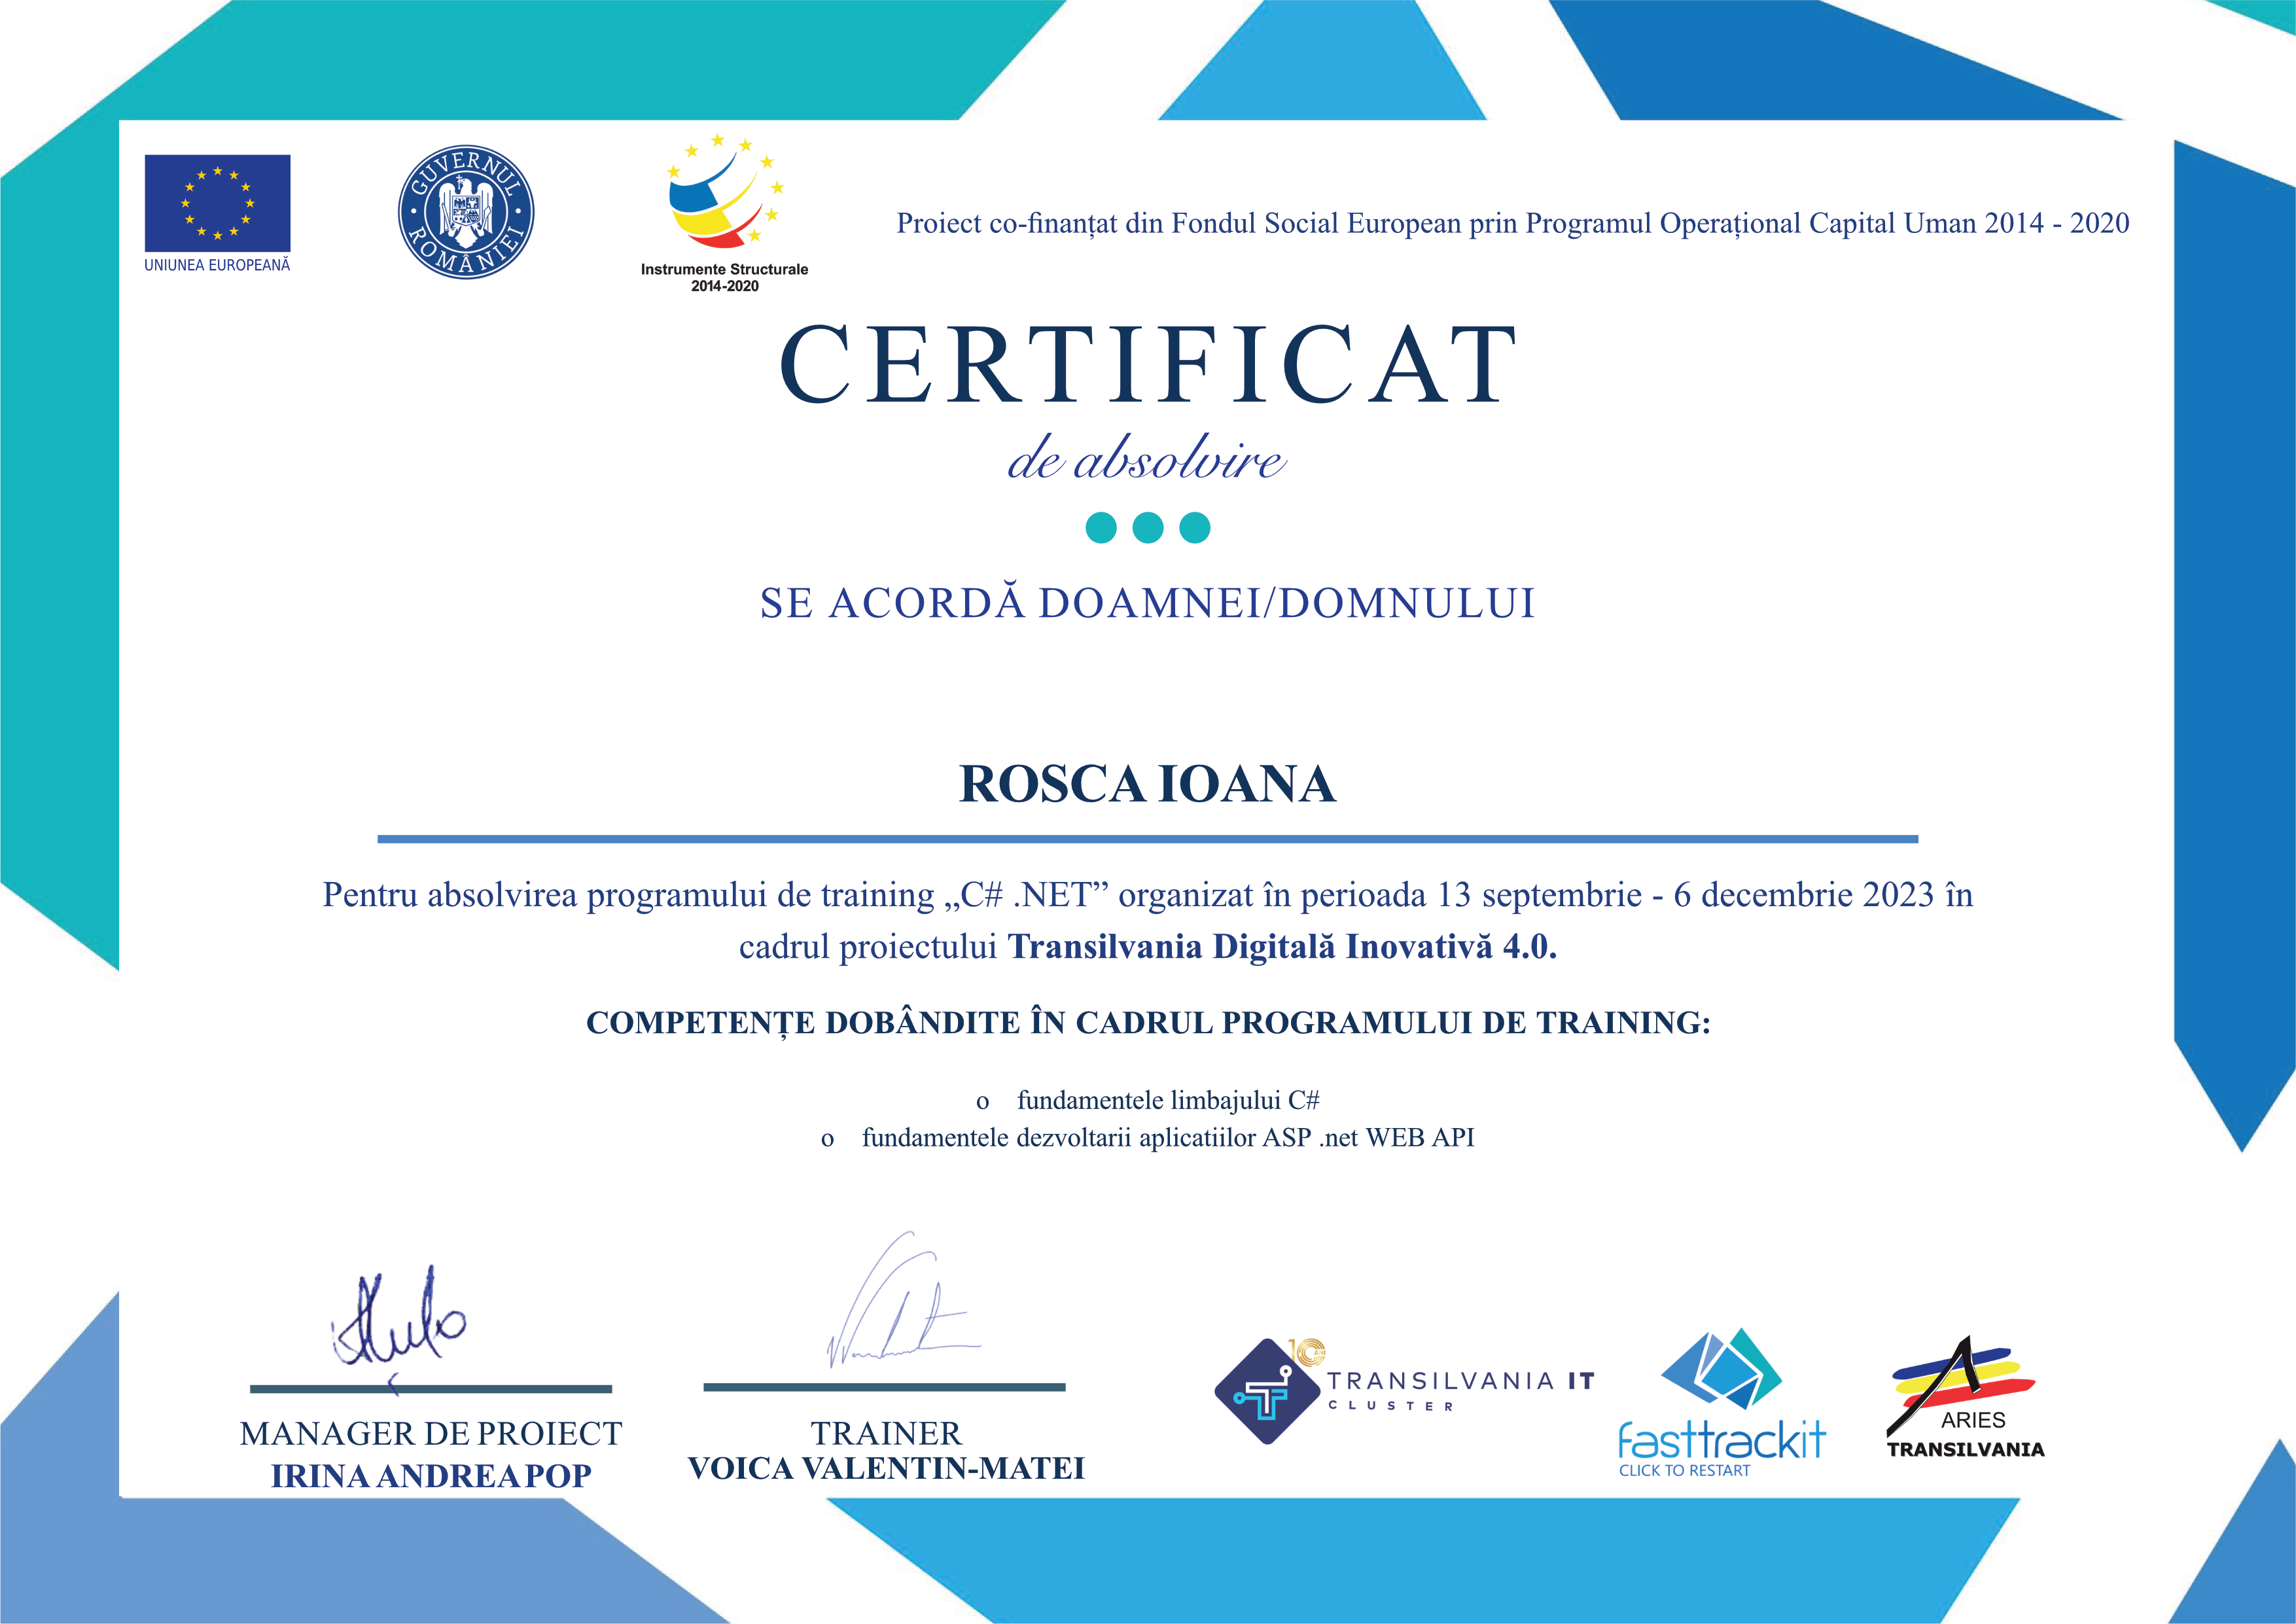 UNIUNEA EUROPEANĂ
GUVERNUL ROMÂNIEI
Instrumente Structurale
2014-2020
Proiect co-finanțat din Fondul Social European prin Programul Operațional Capital Uman 2014 - 2020
CERTIFICAT
de absolvire
SE ACORDĂ DOAMNEI/DOMNULUI
ROSCA IOANA
Pentru absolvirea programului de training „C# .NET” organizat în perioada 13 septembrie - 6 decembrie 2023 în
cadrul proiectului Transilvania Digitală Inovativă 4.0.
COMPETENȚE DOBÂNDITE ÎN CADRUL PROGRAMULUI DE TRAINING:
o fundamentele limbajului C#
o fundamentele dezvoltarii aplicatiilor ASP .net WEB API
MANAGER DE PROIECT
IRINA ANDREA POP
TRAINER
VOICA VALENTIN-MATEI
10
TRANSILVANIA IT
CLUSTER
fasttrackit
CLICK TO RESTART
ARIES
TRANSILVANIA